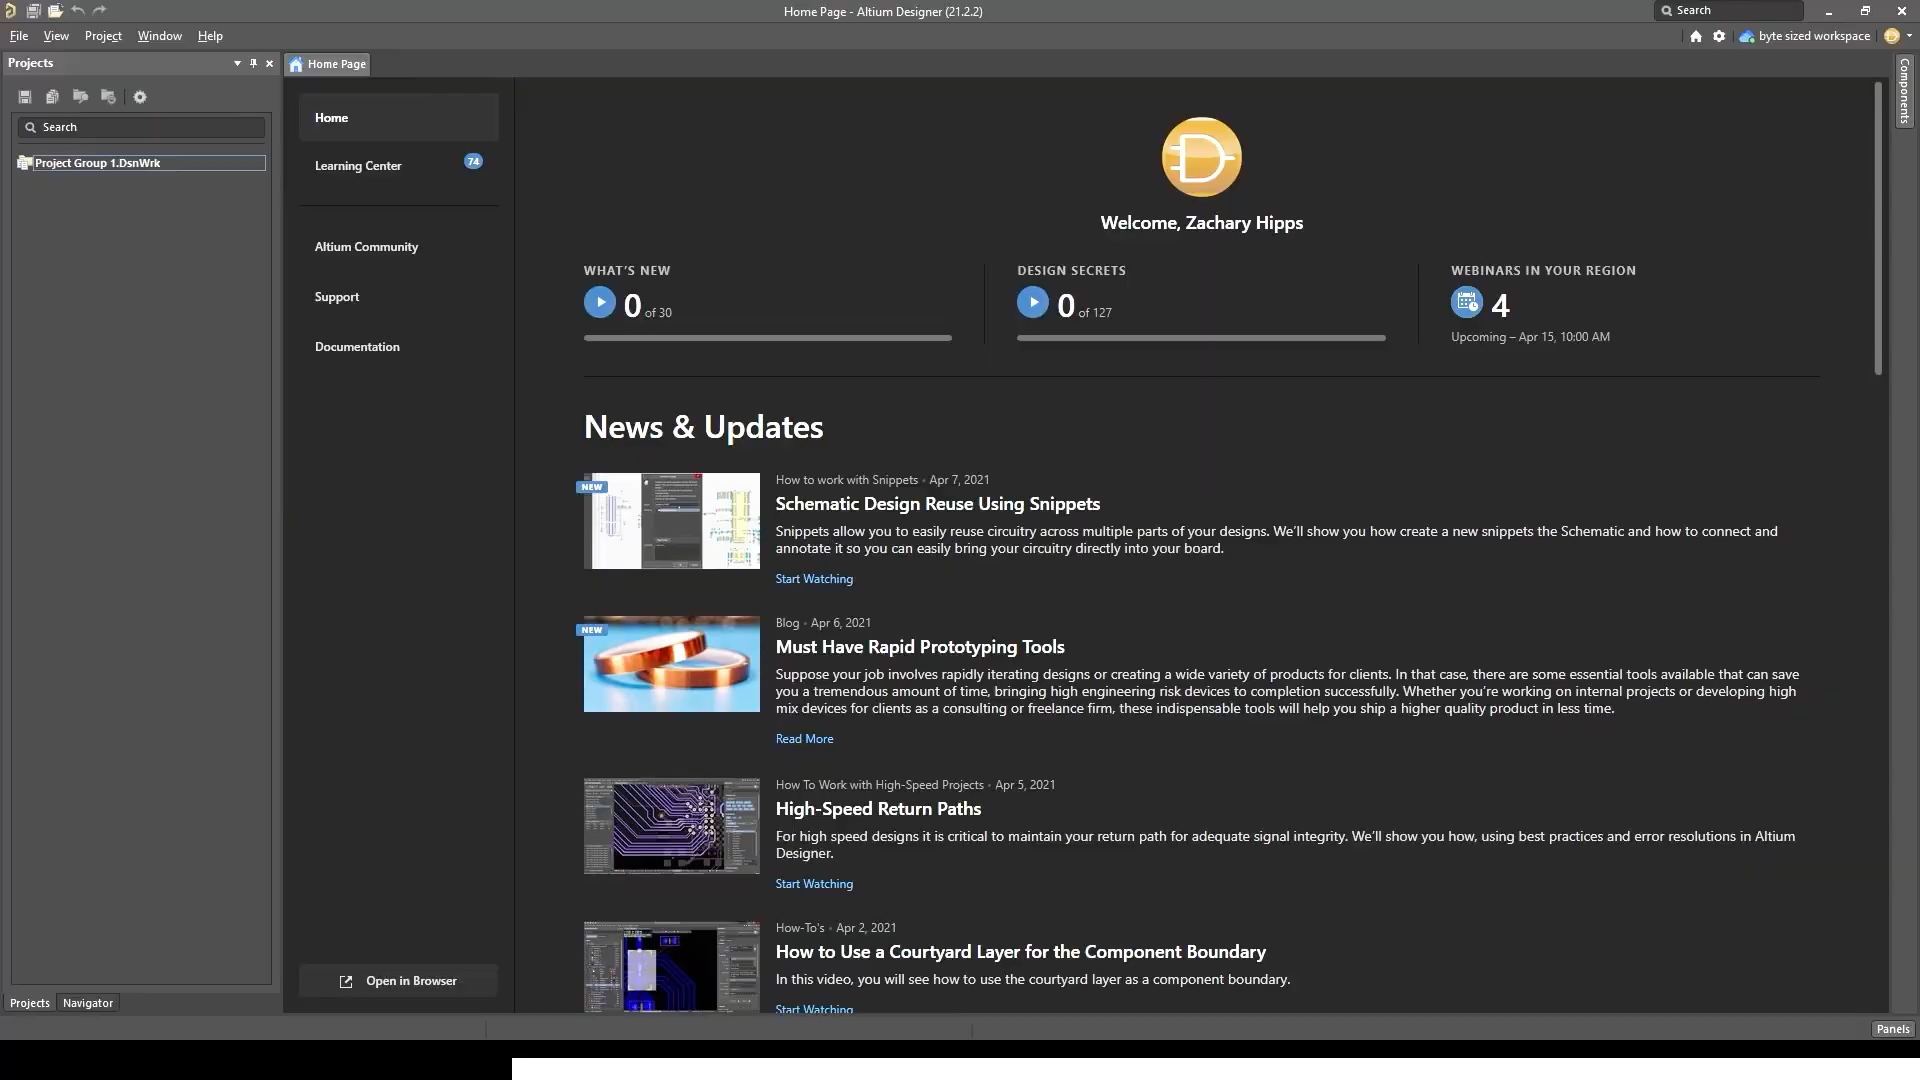 Home Page - Altium Designer (21.2.2)
Search
File View Project Window Help
byte sized workspace
Projects
Home Page
Components
Search
Project Group 1.DsnWrk
Home
Learning Center 74
Altium Community
Support
Documentation
Open in Browser
Welcome, Zachary Hipps
WHAT'S NEW
0 of 30
DESIGN SECRETS
0 of 127
WEBINARS IN YOUR REGION
4
Upcoming – Apr 15, 10:00 AM
News & Updates
NEW
How to work with Snippets • Apr 7, 2021
Schematic Design Reuse Using Snippets
Snippets allow you to easily reuse circuitry across multiple parts of your designs. We'll show you how create a new snippets the Schematic and how to connect and
annotate it so you can easily bring your circuitry directly into your board.
Start Watching
NEW
Blog • Apr 6, 2021
Must Have Rapid Prototyping Tools
Suppose your job involves rapidly iterating designs or creating a wide variety of products for clients. In that case, there are some essential tools available that can save
you a tremendous amount of time, bringing high engineering risk devices to completion successfully. Whether you're working on internal projects or developing high
mix devices for clients as a consulting or freelance firm, these indispensable tools will help you ship a higher quality product in less time.
Read More
How To Work with High-Speed Projects • Apr 5, 2021
High-Speed Return Paths
For high speed designs it is critical to maintain your return path for adequate signal integrity. We'll show you how, using best practices and error resolutions in Altium
Designer.
Start Watching
How-To's • Apr 2, 2021
How to Use a Courtyard Layer for the Component Boundary
In this video, you will see how to use the courtyard layer as a component boundary.
Start Watching
Projects Navigator
Panels